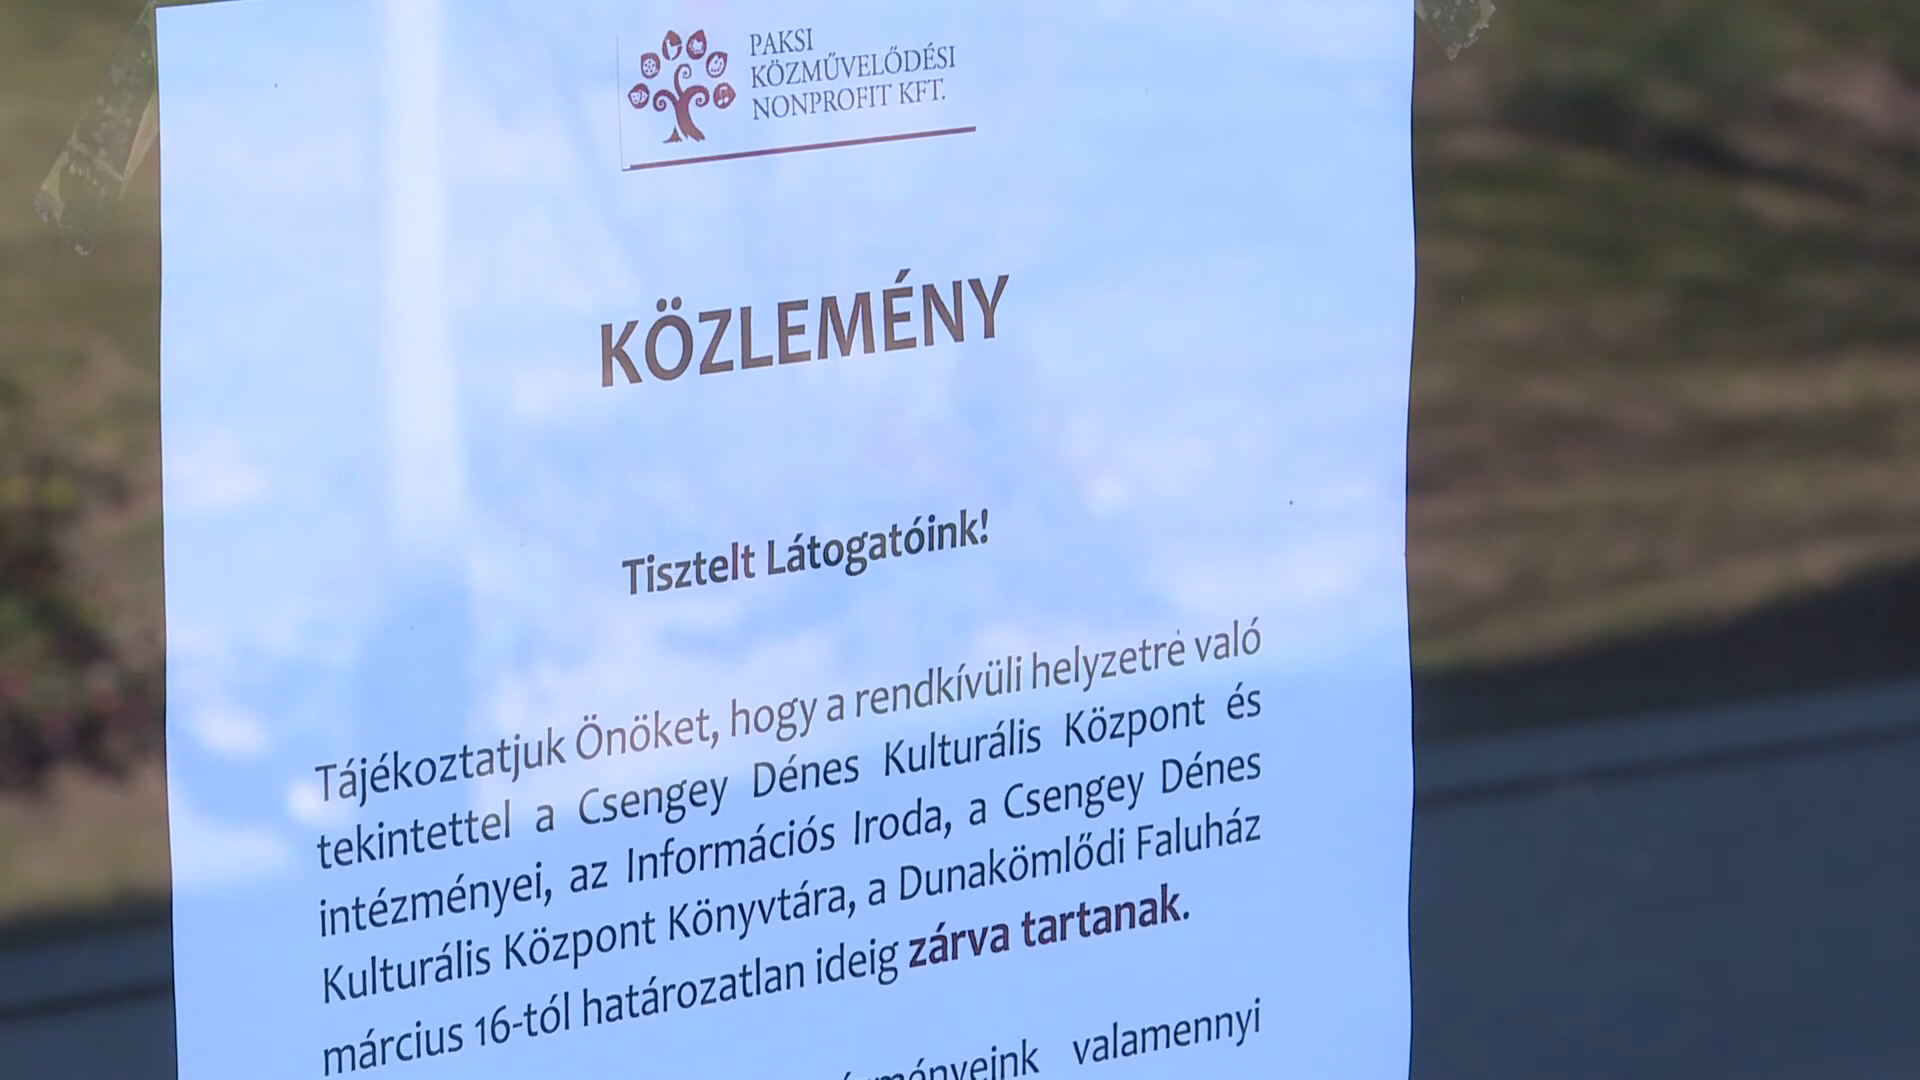 PAKSI
KÖZMŰVELŐDÉSI
NONPROFIT KFT.
KÖZLEMÉNY
Tisztelt Látogatóink!
Tájékoztatjuk Önöket, hogy a rendkívüli helyzetre való
tekintettel a Csengey Dénes Kulturális Központ és
intézményei, az Információs Iroda, a Csengey Dénes
Kulturális Központ Könyvtára, a Dunakömlődi Faluház
március 16-tól határozatlan ideig zárva tartanak.
valamennyi